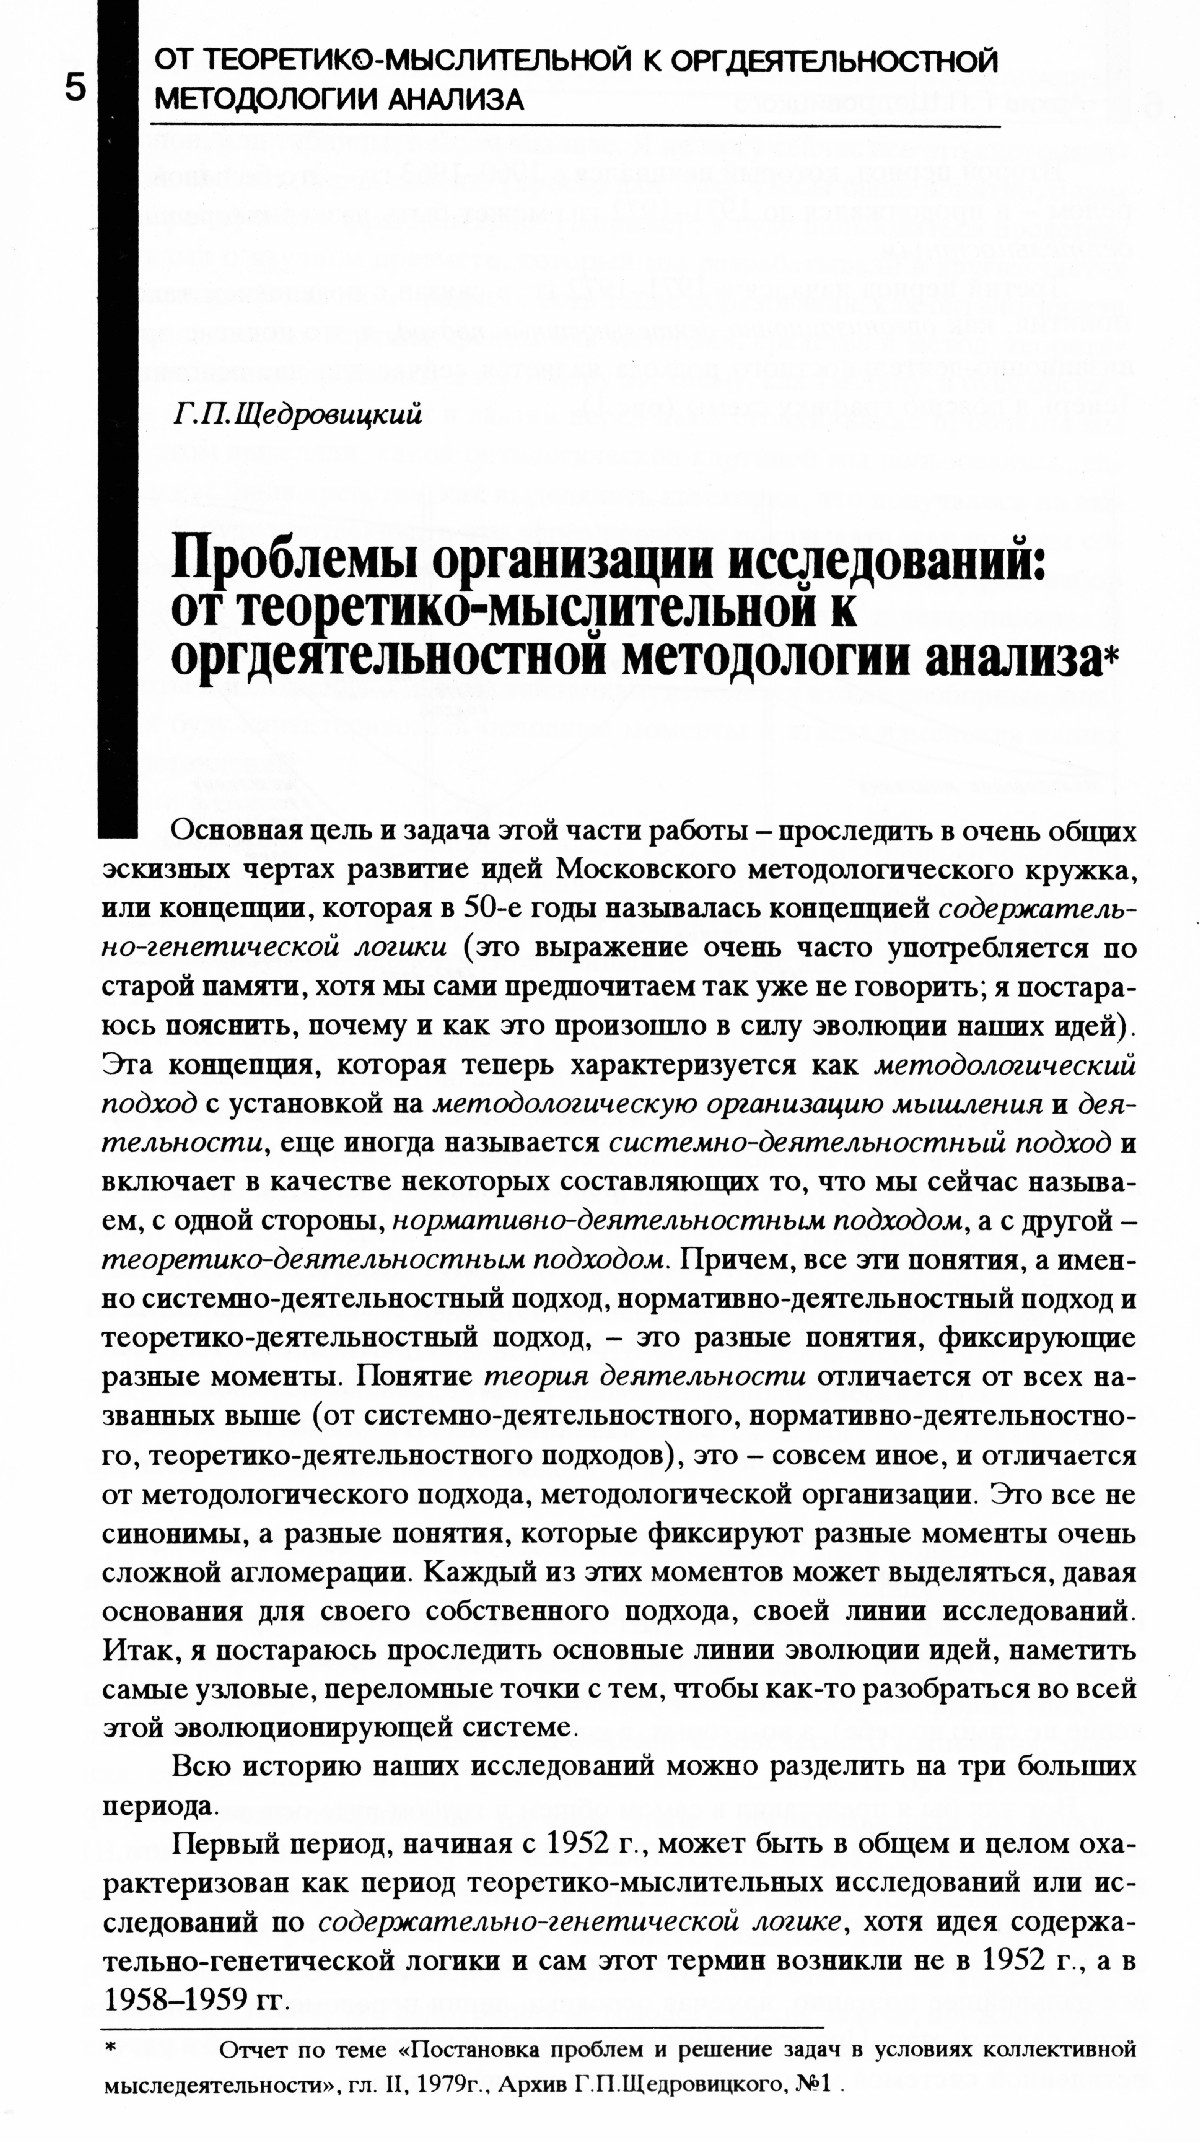 5
ОТ ТЕОРЕТИКО-МЫСЛИТЕЛЬНОЙ К ОРГДЕЯТЕЛЬНОСТНОЙ
МЕТОДОЛОГИИ АНАЛИЗА
Г.П.Щедровицкий
Проблемы организации исследований:
от теоретико-мыслительной к
оргдеятельностной методологии анализа*
Основная цель и задача этой части работы – проследить в очень общих
эскизных чертах развитие идей Московского методологического кружка,
или концепции, которая в 50-е годы называлась концепцией содержатель-
но-генетической логики (это выражение очень часто употребляется по
старой памяти, хотя мы сами предпочитаем так уже не говорить; я постара-
юсь пояснить, почему и как это произошло в силу эволюции наших идей).
Эта концепция, которая теперь характеризуется как методологический
подход с установкой на методологическую организацию мышления и дея-
тельности, еще иногда называется системно-деятельностный подход и
включает в качестве некоторых составляющих то, что мы сейчас называ-
ем, с одной стороны, нормативно-деятельностным подходом, а с другой –
теоретико-деятельностным подходом. Причем, все эти понятия, а имен-
но системно-деятельностный подход, нормативно-деятельностный подход и
теоретико-деятельностный подход, – это разные понятия, фиксирующие
разные моменты. Понятие теория деятельности отличается от всех на-
званных выше (от системно-деятельностного, нормативно-деятельностно-
го, теоретико-деятельностного подходов), это – совсем иное, и отличается
от методологического подхода, методологической организации. Это все не
синонимы, а разные понятия, которые фиксируют разные моменты очень
сложной агломерации. Каждый из этих моментов может выделяться, давая
основания для своего собственного подхода, своей линии исследований.
Итак, я постараюсь проследить основные линии эволюции идей, наметить
самые узловые, переломные точки с тем, чтобы как-то разобраться во всей
этой эволюционирующей системе.
Всю историю наших исследований можно разделить на три больших
периода.
Первый период, начиная с 1952 г., может быть в общем и целом оха-
рактеризован как период теоретико-мыслительных исследований или ис-
следований по содержательно-генетической логике, хотя идея содержа-
тельно-генетической логики и сам этот термин возникли не в 1952 г., а в
1958–1959 гг.
* Отчет по теме «Постановка проблем и решение задач в условиях коллективной
мыследеятельности», гл. II, 1979г., Архив Г.П.Щедровицкого, №1 .